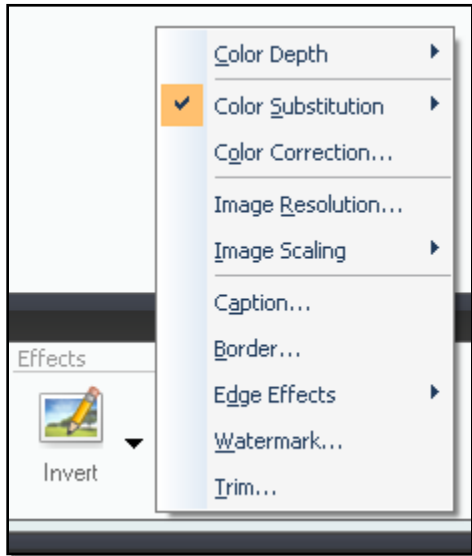 Color Depth
Color Substitution
Color Correction...
Image Resolution...
Image Scaling
Caption...
Border...
Edge Effects
Watermark...
Trim...
Effects
Invert